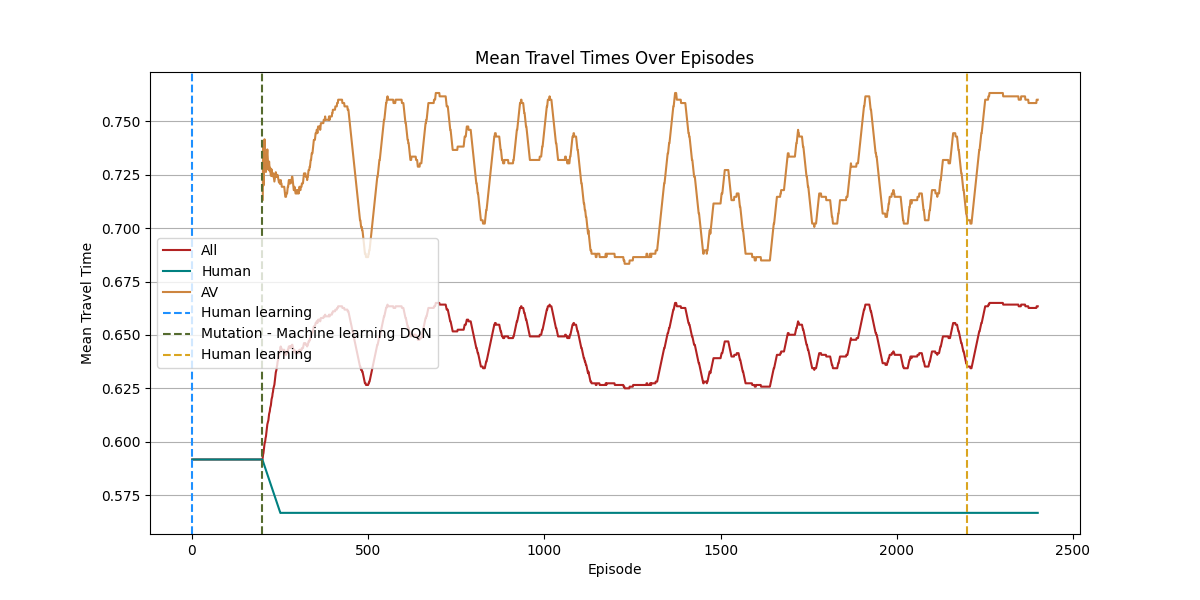 Mean Travel Times Over Episodes
Mean Travel Time
0.750
0.725
0.700
0.675
0.650
0.625
0.600
0.575
All
Human
AV
Human learning
Mutation - Machine learning DQN
Human learning
0 500 1000 1500 2000 2500
Episode